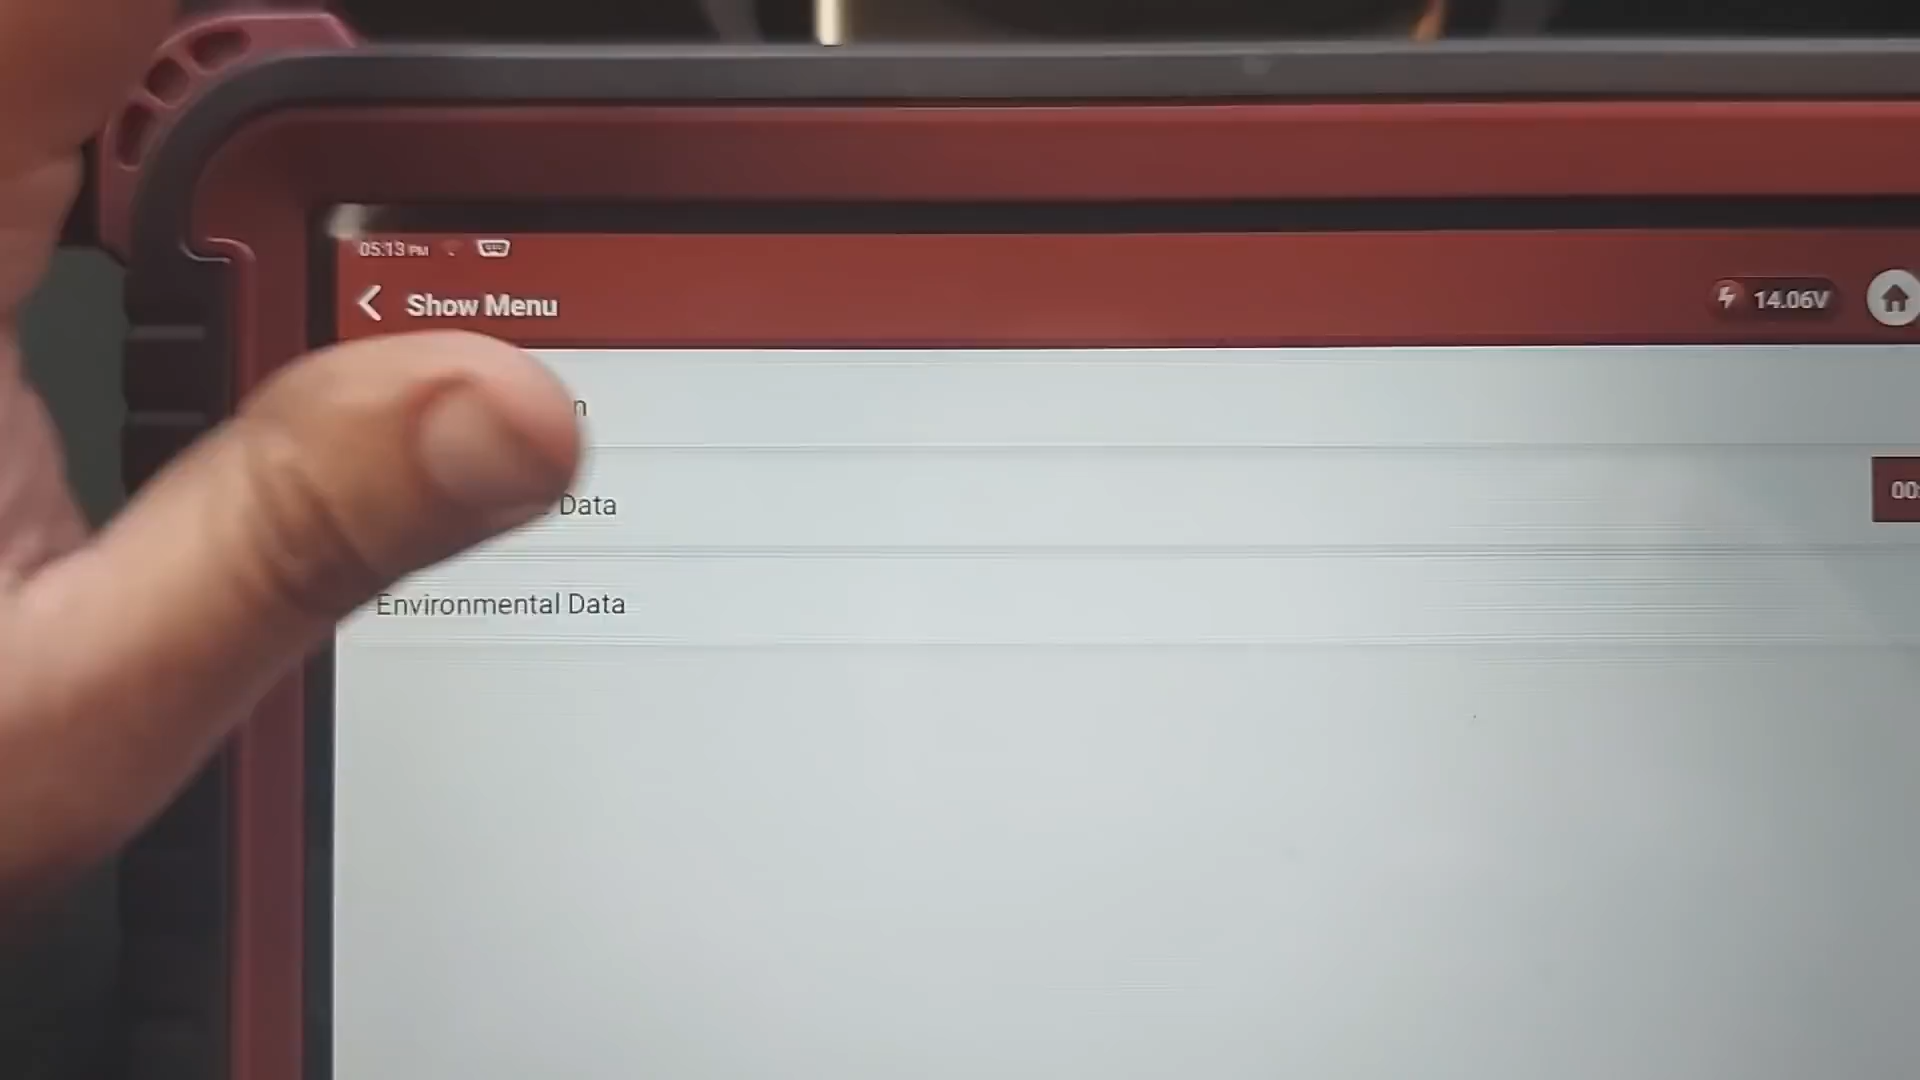 05:13 PM
Show Menu
14.06V
Data
00:
Environmental Data